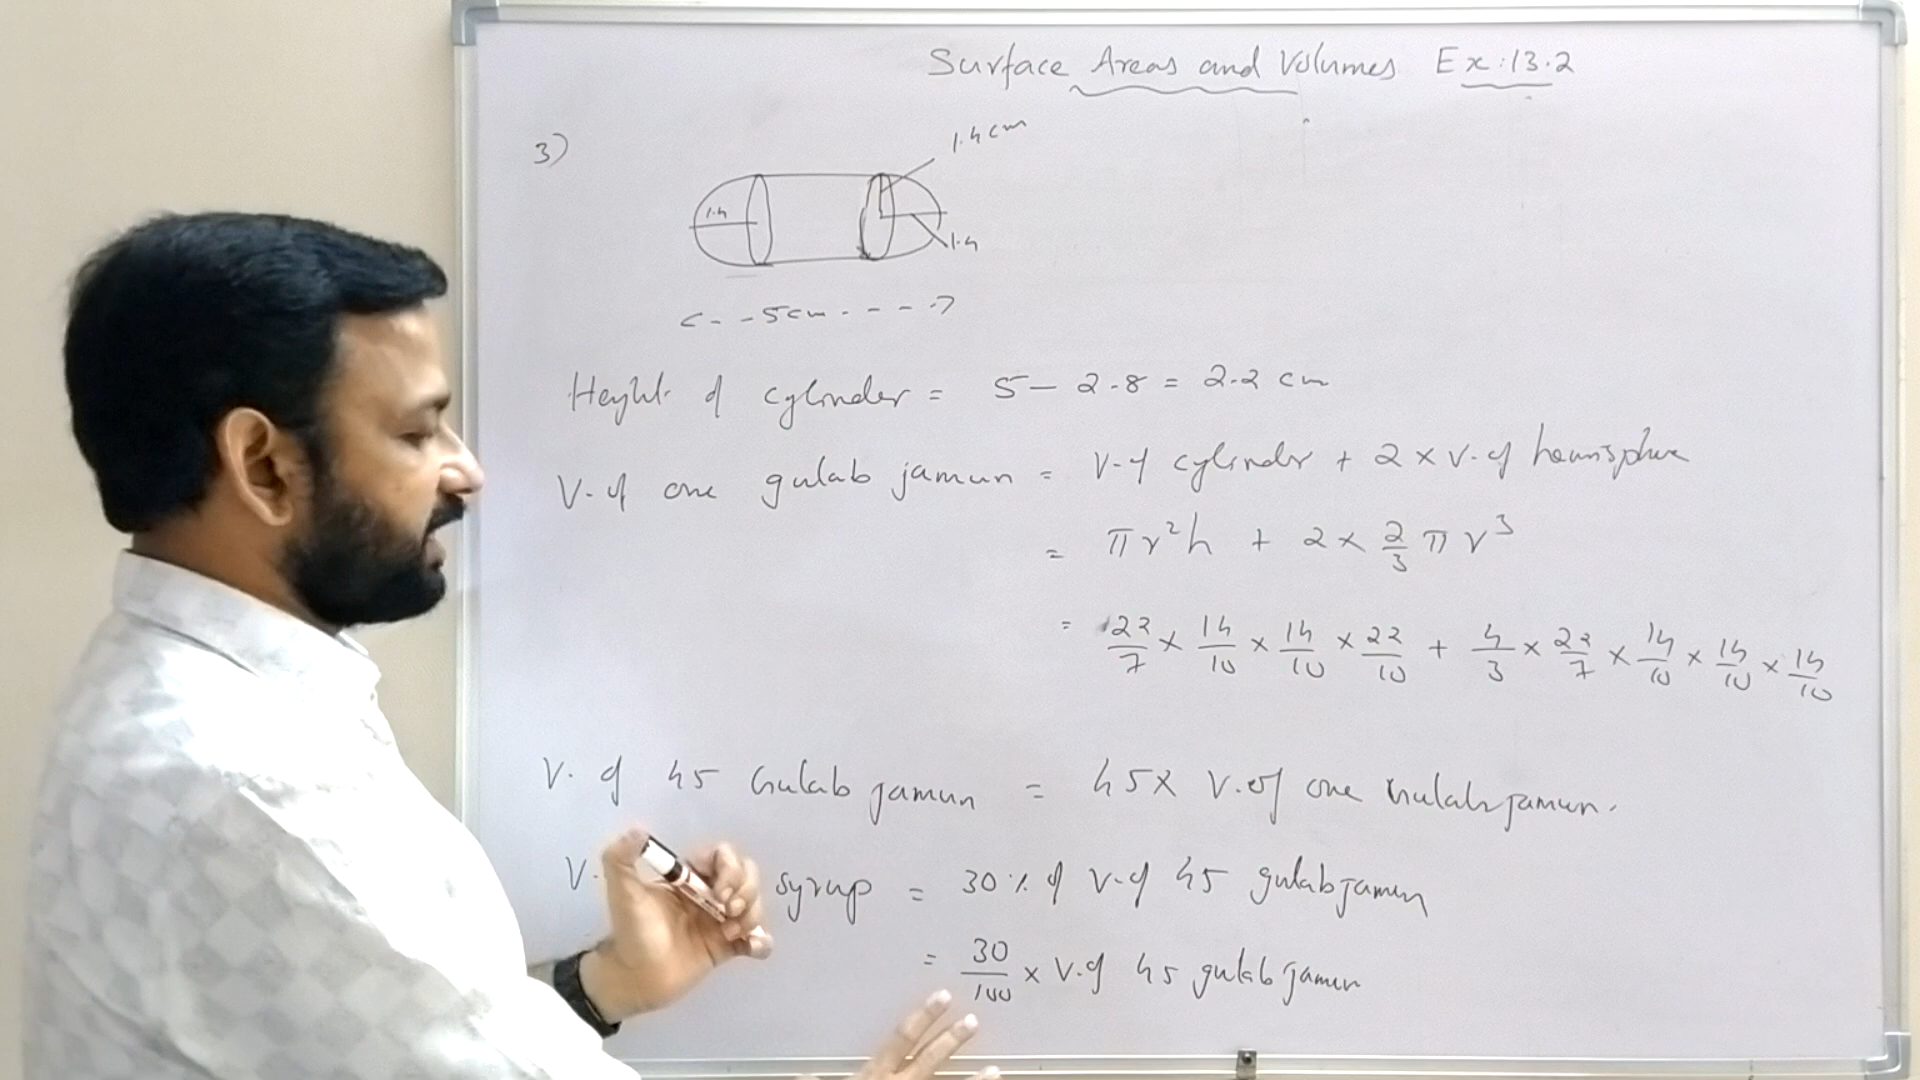 Surface Areas and Volumes Ex:13.2
3)
1.4cm
1.4
1.4
<- -5cm- - - ->
Height of cylinder = 5 - 2.8 = 2.2 cm
V. of one gulab jamun = V. of cylinder + 2 x V. of hemisphere
= πr²h + 2 x 2/3 πr³
= 22/7 x 14/10 x 14/10 x 22/10 + 4/3 x 22/7 x 14/10 x 14/10 x 14/10
V. of 45 Gulab jamun = 45x V. of one Gulab jamun.
V. syrup = 30% of V. of 45 gulab jamun
= 30/100 x V. of 45 gulab jamun